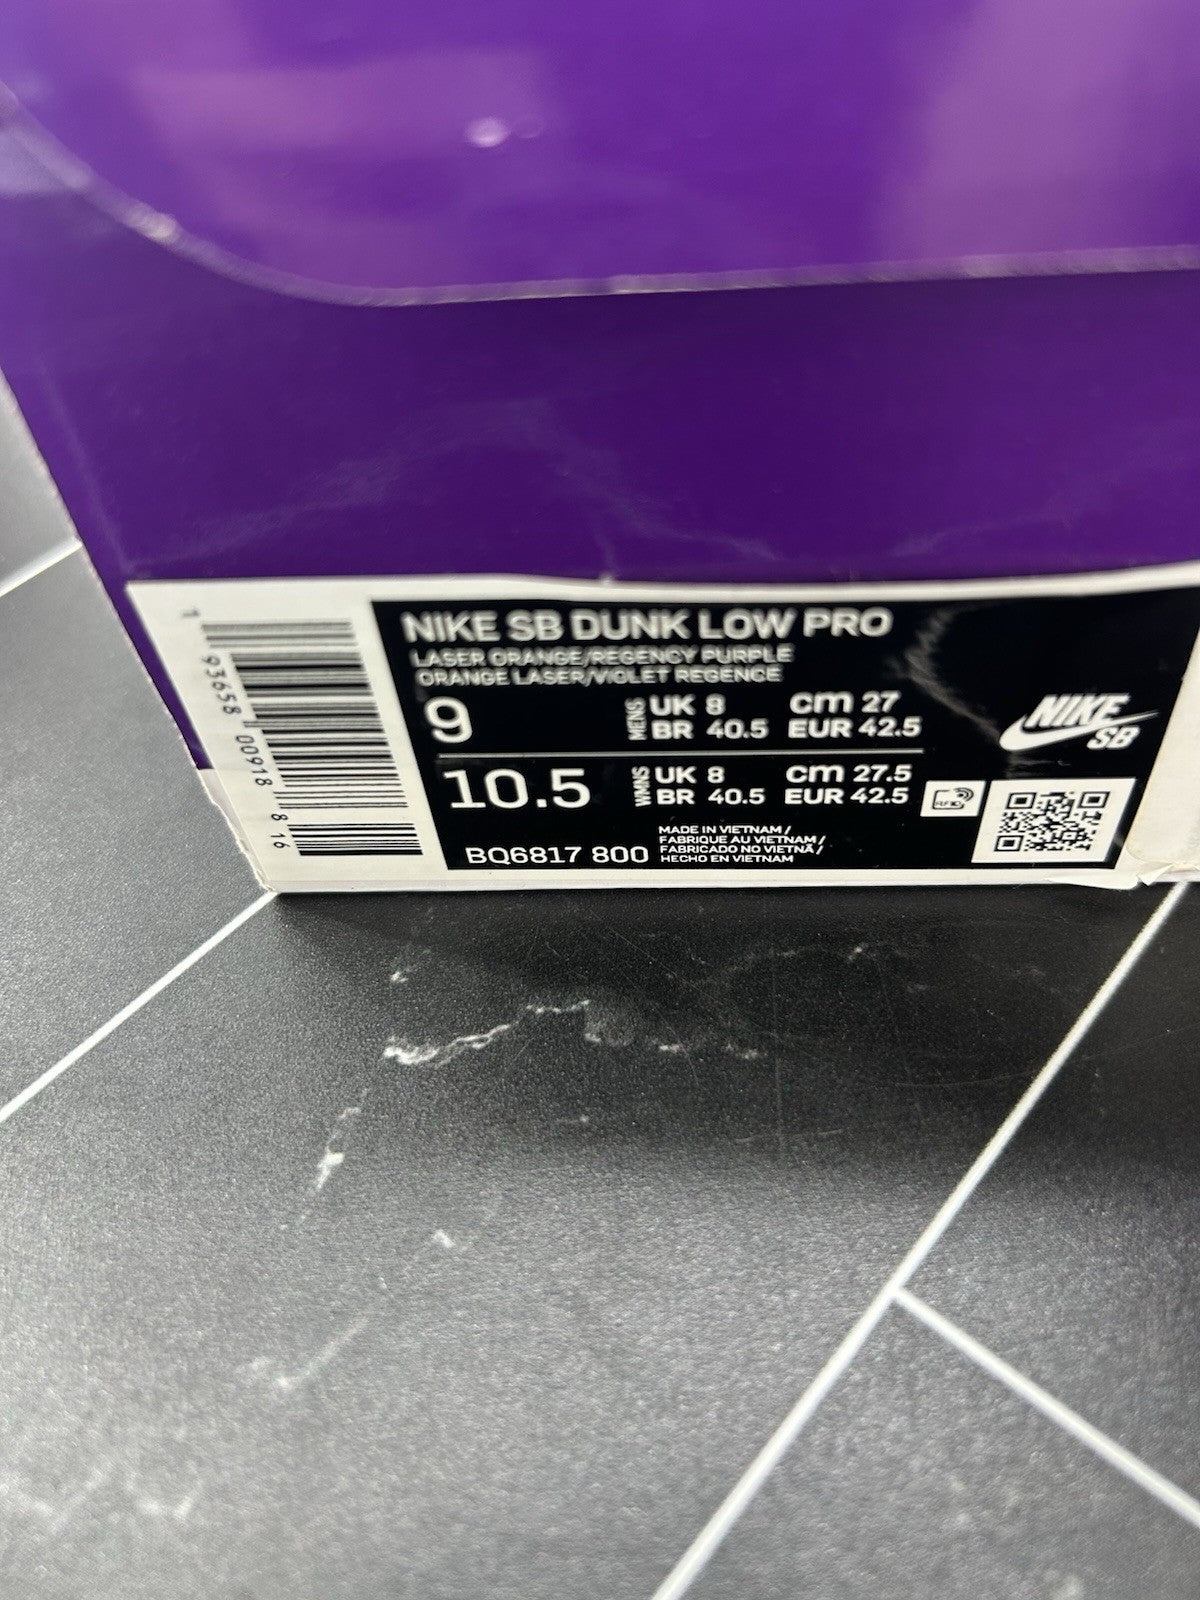 NIKE SB DUNK LOW PRO
LASER ORANGE/REGENCY PURPLE
ORANGE LASER/VIOLET REGENCE
9 MENS UK 8 cm 27
BR 40.5 EUR 42.5
10.5 WMNS UK 8 cm 27.5
BR 40.5 EUR 42.5
BQ6817 800
MADE IN VIETNAM /
FABRIQUE AU VIETNAM /
FABRICADO NO VIETNÃ /
HECHO EN VIETNAM
NIKE
SB
RFID
1 93658 00918 8 16